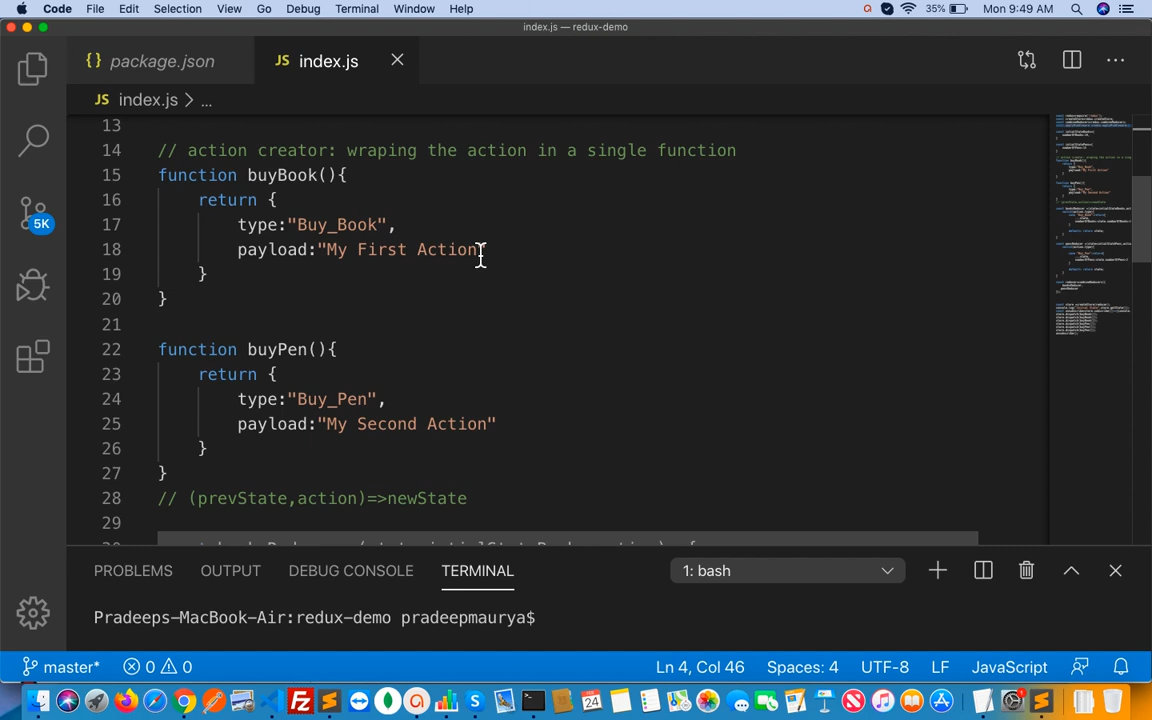 Code File Edit Selection View Go Debug Terminal Window Help 35% Mon 9:49 AM
index.js — redux-demo
{} package.json JS index.js
JS index.js > ...
13
14 // action creator: wraping the action in a single function
15 function buyBook(){
16 return {
17 type:"Buy_Book",
18 payload:"My First Action"
19 }
20 }
21
22 function buyPen(){
23 return {
24 type:"Buy_Pen",
25 payload:"My Second Action"
26 }
27 }
28 // (prevState,action)=>newState
29
5K
PROBLEMS OUTPUT DEBUG CONSOLE TERMINAL 1: bash
Pradeeps-MacBook-Air:redux-demo pradeepmaurya$
master* 0 0 Ln 4, Col 46 Spaces: 4 UTF-8 LF JavaScript